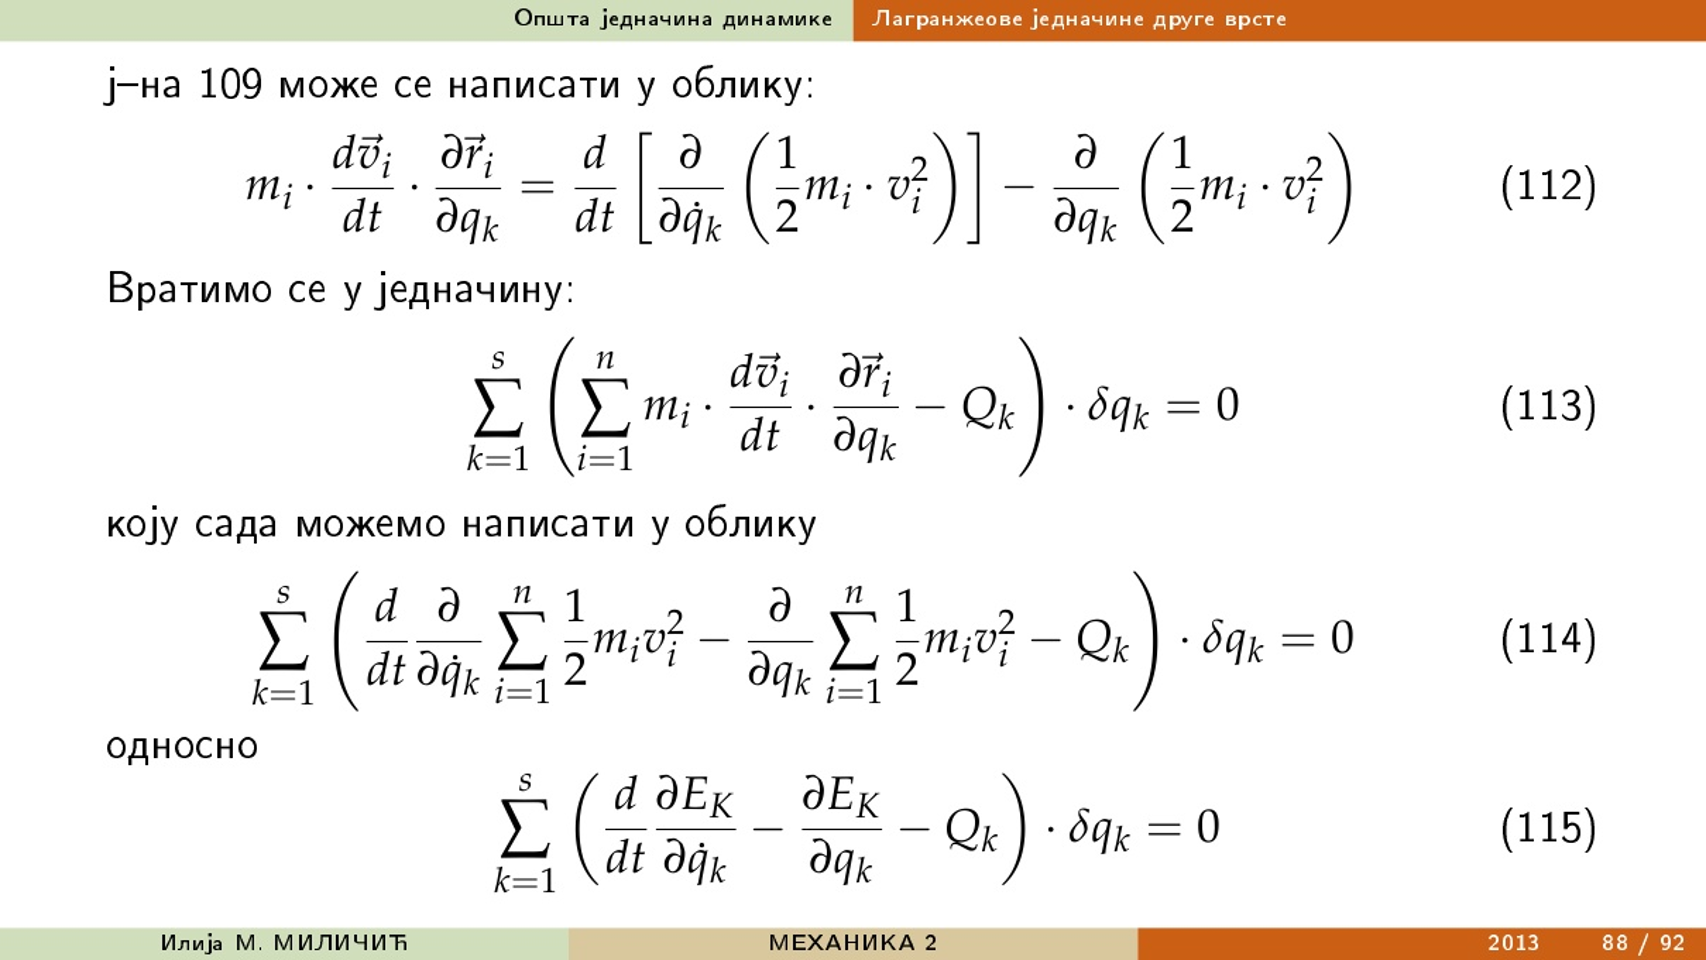 Општа једначина динамике Лагранжеове једначине друге врсте
ј–на 109 може се написати у облику:
$m_i \cdot \frac{d\vec{v}_i}{dt} \cdot \frac{\partial \vec{r}_i}{\partial q_k} = \frac{d}{dt} \left[ \frac{\partial}{\partial \dot{q}_k} \left( \frac{1}{2} m_i \cdot v_i^2 \right) \right] - \frac{\partial}{\partial q_k} \left( \frac{1}{2} m_i \cdot v_i^2 \right)$ (112)
Вратимо се у једначину:
$\sum_{k=1}^{s} \left( \sum_{i=1}^{n} m_i \cdot \frac{d\vec{v}_i}{dt} \cdot \frac{\partial \vec{r}_i}{\partial q_k} - Q_k \right) \cdot \delta q_k = 0$ (113)
коју сада можемо написати у облику
$\sum_{k=1}^{s} \left( \frac{d}{dt} \frac{\partial}{\partial \dot{q}_k} \sum_{i=1}^{n} \frac{1}{2} m_i v_i^2 - \frac{\partial}{\partial q_k} \sum_{i=1}^{n} \frac{1}{2} m_i v_i^2 - Q_k \right) \cdot \delta q_k = 0$ (114)
односно
$\sum_{k=1}^{s} \left( \frac{d}{dt} \frac{\partial E_K}{\partial \dot{q}_k} - \frac{\partial E_K}{\partial q_k} - Q_k \right) \cdot \delta q_k = 0$ (115)
Илија М. МИЛИЧИЋ МЕХАНИКА 2 2013 88 / 92